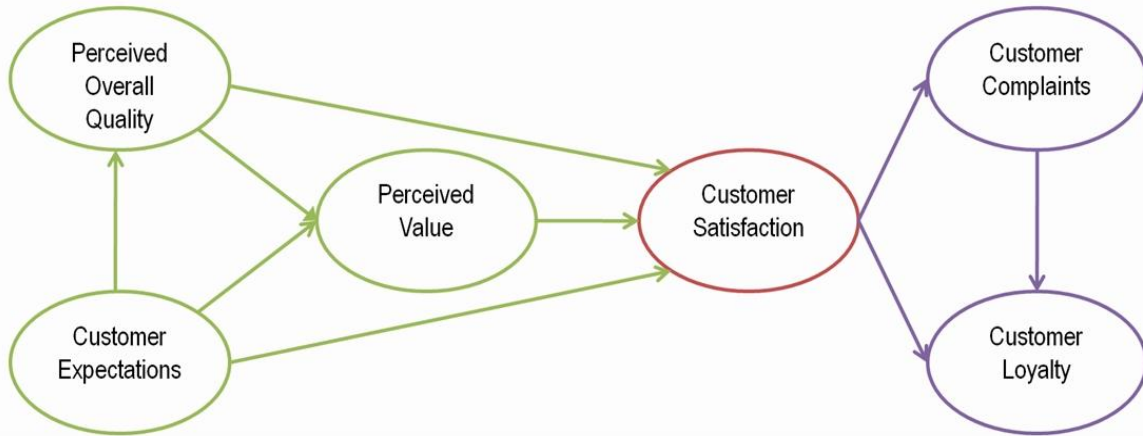 Perceived
Overall
Quality
Customer
Complaints
Perceived
Value
Customer
Satisfaction
Customer
Expectations
Customer
Loyalty